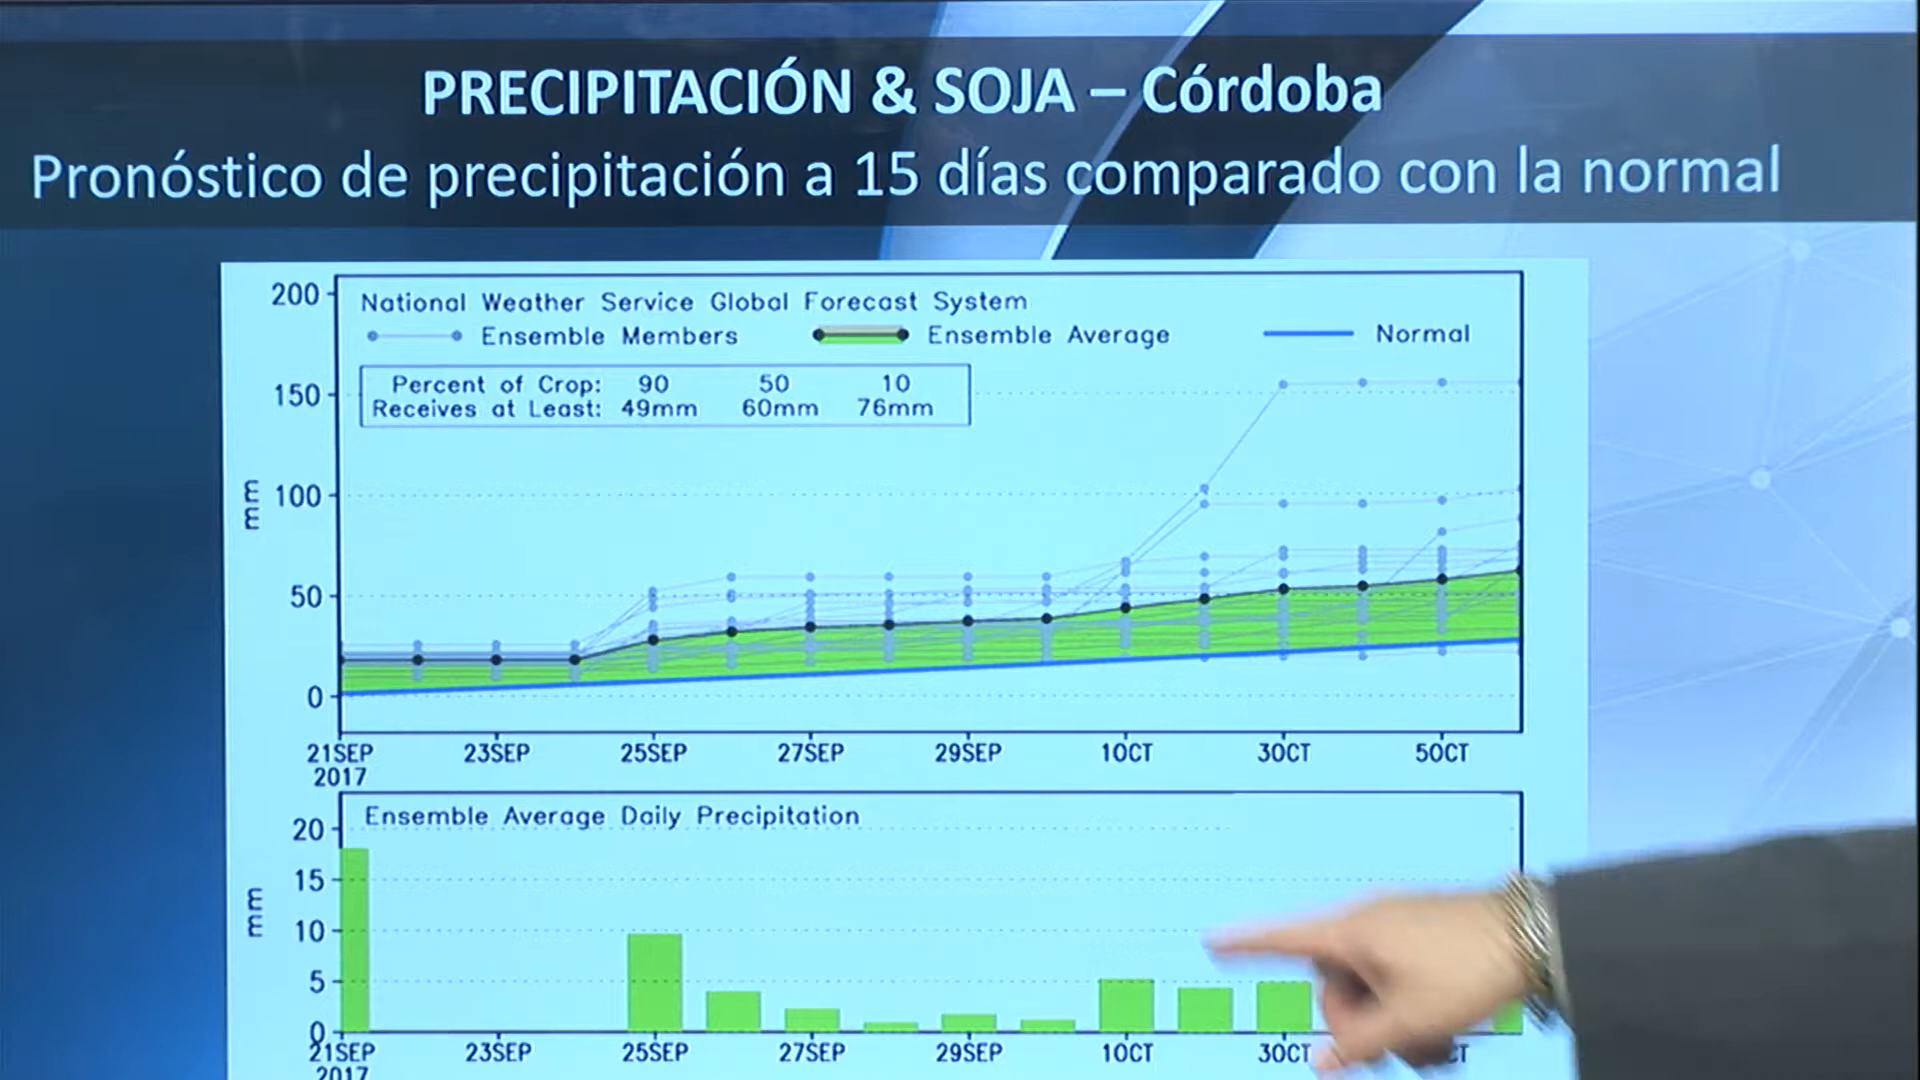 PRECIPITACIÓN & SOJA – Córdoba
Pronóstico de precipitación a 15 días comparado con la normal
National Weather Service Global Forecast System
Ensemble Members Ensemble Average Normal
Percent of Crop: 90 50 10
Receives at Least: 49mm 60mm 76mm
200
150
100
50
0
mm
21SEP 23SEP 25SEP 27SEP 29SEP 1OCT 3OCT 5OCT
2017
Ensemble Average Daily Precipitation
20
15
10
5
0
mm
21SEP 23SEP 25SEP 27SEP 29SEP 1OCT 3OCT
2017